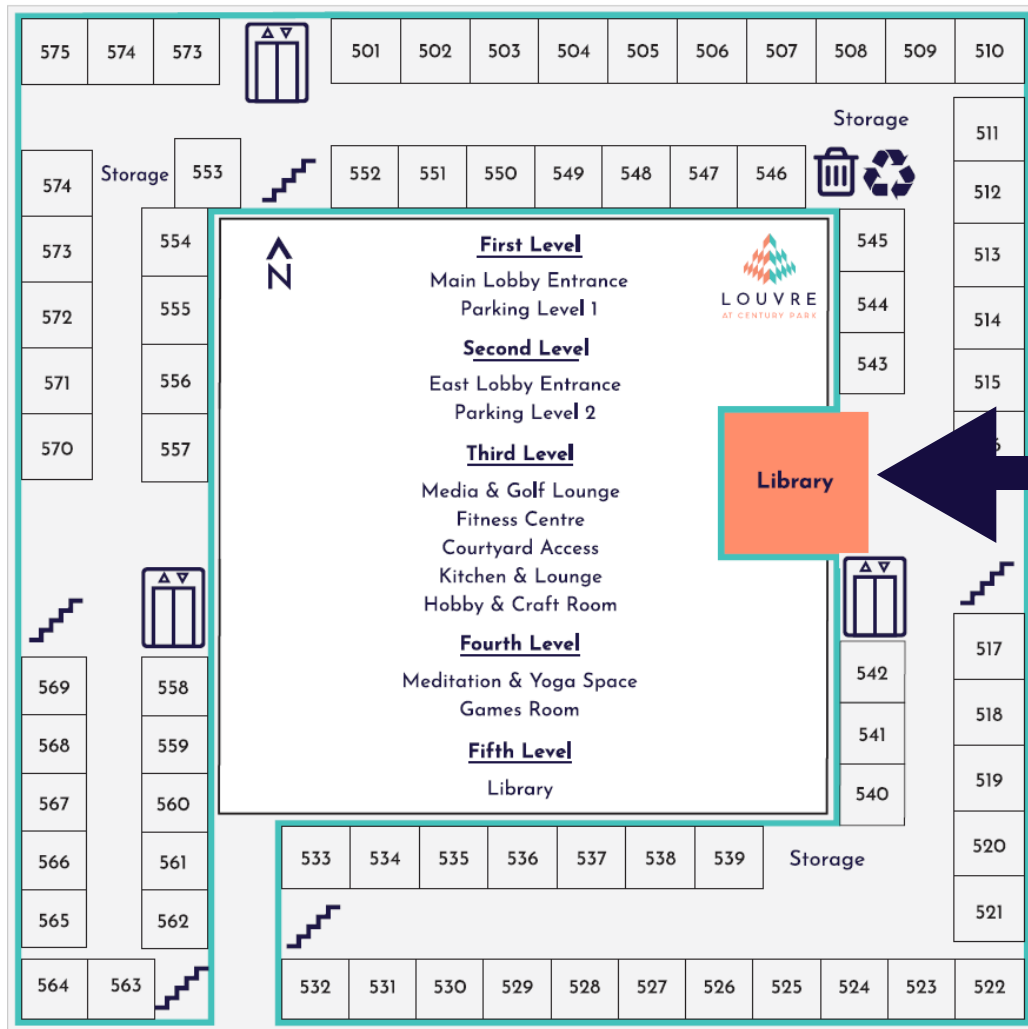 575 574 573 501 502 503 504 505 506 507 508 509 510
Storage
511
574 Storage 553 552 551 550 549 548 547 546
512
573 554 545 513
572 555 544 514
571 556 543 515
570 557
N
First Level
Main Lobby Entrance
Parking Level 1
LOUVRE
AT CENTURY PARK
Second Level
East Lobby Entrance
Parking Level 2
Third Level
Media & Golf Lounge
Fitness Centre
Courtyard Access
Kitchen & Lounge
Hobby & Craft Room
Fourth Level
Meditation & Yoga Space
Games Room
Fifth Level
Library
Library
569 558 542 517
568 559 541 518
567 560 540 519
566 561 533 534 535 536 537 538 539 Storage 520
565 562 521
564 563 532 531 530 529 528 527 526 525 524 523 522